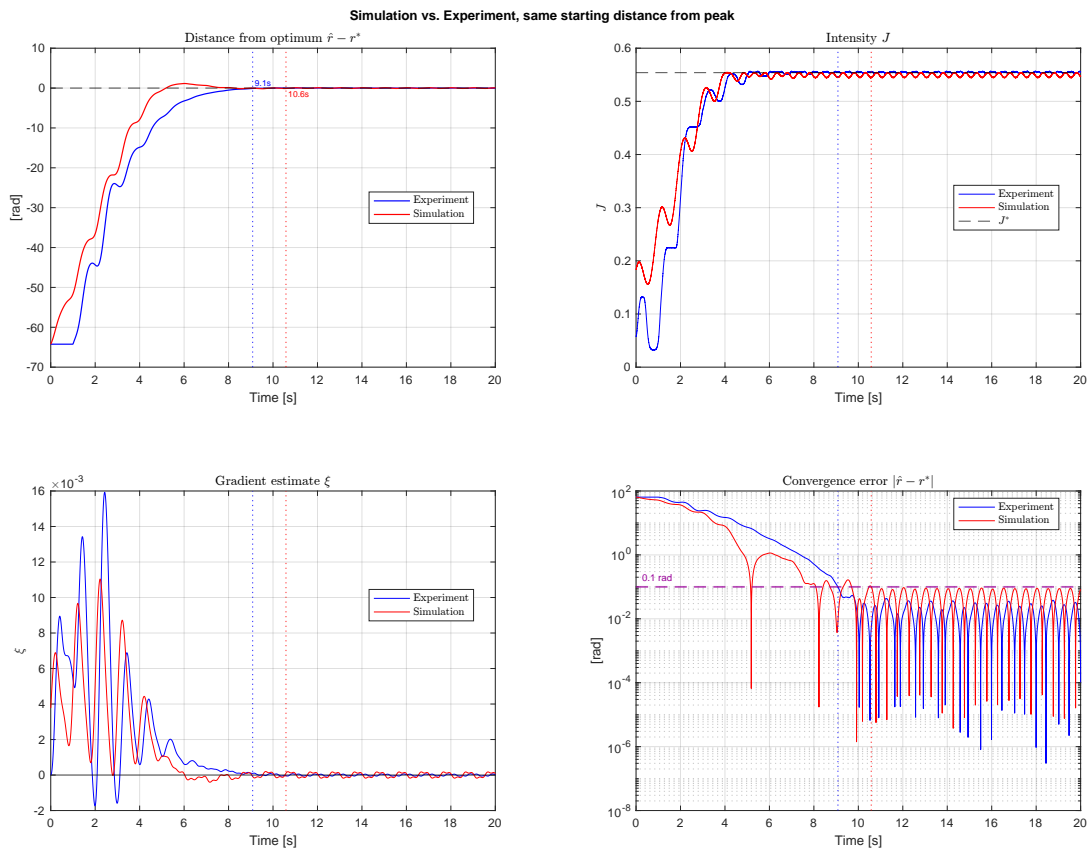 Simulation vs. Experiment, same starting distance from peak
Distance from optimum r̂ − r*
10
0
-10
-20
-30
-40
-50
-60
-70
[rad]
9.1s
10.6s
Experiment
Simulation
0 2 4 6 8 10 12 14 16 18 20
Time [s]
Intensity J
0.6
0.5
0.4
0.3
0.2
0.1
0
J
Experiment
Simulation
J*
0 2 4 6 8 10 12 14 16 18 20
Time [s]
Gradient estimate ξ
× 10⁻³
16
14
12
10
8
6
4
2
0
-2
ξ
Experiment
Simulation
0 2 4 6 8 10 12 14 16 18 20
Time [s]
Convergence error |r̂ − r*|
10²
10⁰
10⁻²
10⁻⁴
10⁻⁶
10⁻⁸
[rad]
0.1 rad
Experiment
Simulation
0 2 4 6 8 10 12 14 16 18 20
Time [s]